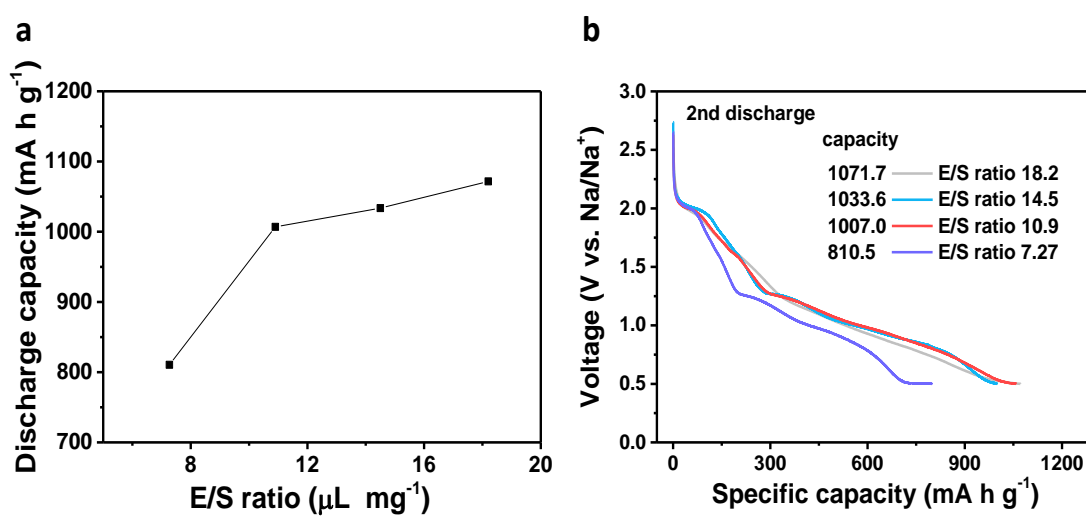 a
Discharge capacity (mA h g⁻¹)
1200
1100
1000
900
800
700
8 12 16 20
E/S ratio (μL mg⁻¹)
b
Voltage (V vs. Na/Na⁺)
3.0
2.5
2.0
1.5
1.0
0.5
0.0
2nd discharge
capacity
1071.7 E/S ratio 18.2
1033.6 E/S ratio 14.5
1007.0 E/S ratio 10.9
810.5 E/S ratio 7.27
0 300 600 900 1200
Specific capacity (mA h g⁻¹)